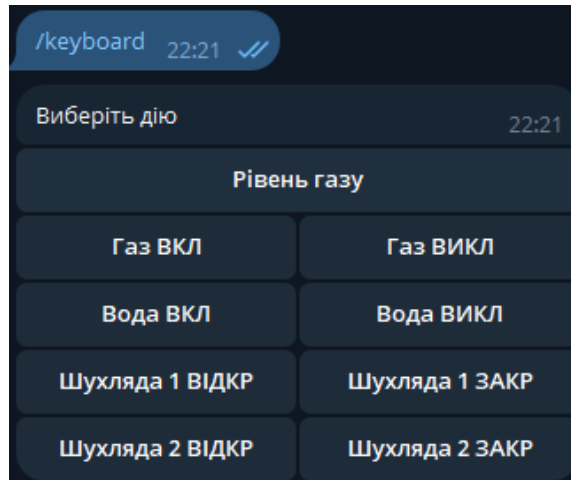 /keyboard 22:21
Виберіть дію 22:21
Рівень газу
Газ ВКЛ Газ ВИКЛ
Вода ВКЛ Вода ВИКЛ
Шухляда 1 ВІДКР Шухляда 1 ЗАКР
Шухляда 2 ВІДКР Шухляда 2 ЗАКР